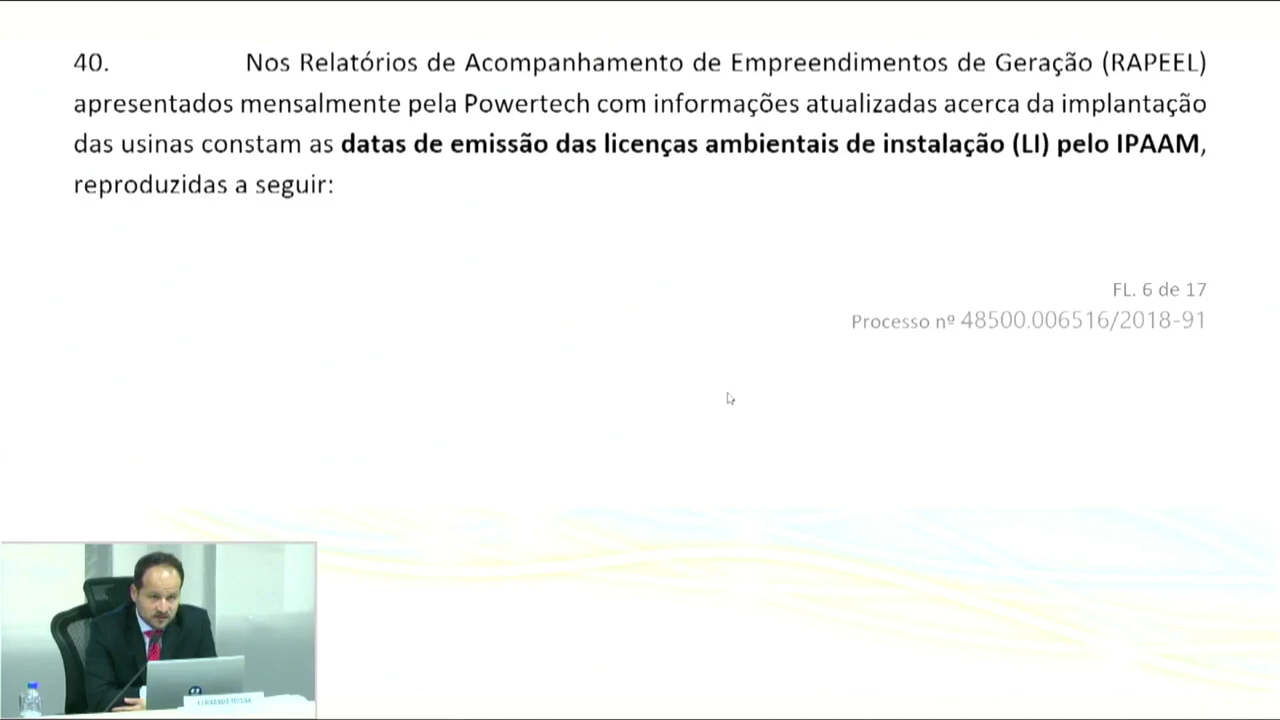 40. Nos Relatórios de Acompanhamento de Empreendimentos de Geração (RAPEEL)
apresentados mensalmente pela Powertech com informações atualizadas acerca da implantação
das usinas constam as datas de emissão das licenças ambientais de instalação (LI) pelo IPAAM,
reproduzidas a seguir:
FL. 6 de 17
Processo nº 48500.006516/2018-91